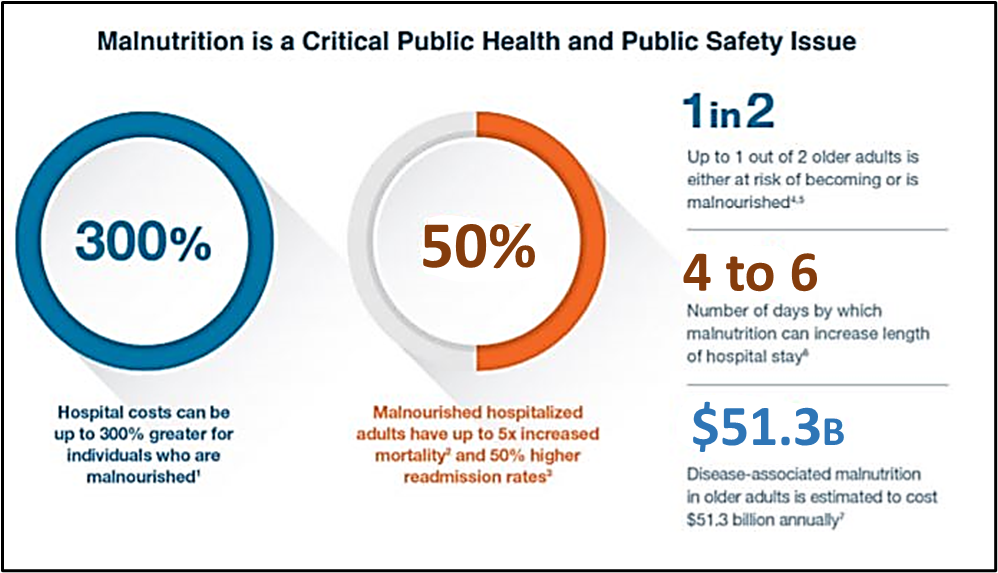 Malnutrition is a Critical Public Health and Public Safety Issue
300%
Hospital costs can be
up to 300% greater for
individuals who are
malnourished¹
50%
Malnourished hospitalized
adults have up to 5x increased
mortality² and 50% higher
readmission rates³
1 in 2
Up to 1 out of 2 older adults is
either at risk of becoming or is
malnourished⁴,⁵
4 to 6
Number of days by which
malnutrition can increase length
of hospital stay⁶
$51.3B
Disease-associated malnutrition
in older adults is estimated to cost
$51.3 billion annually⁷